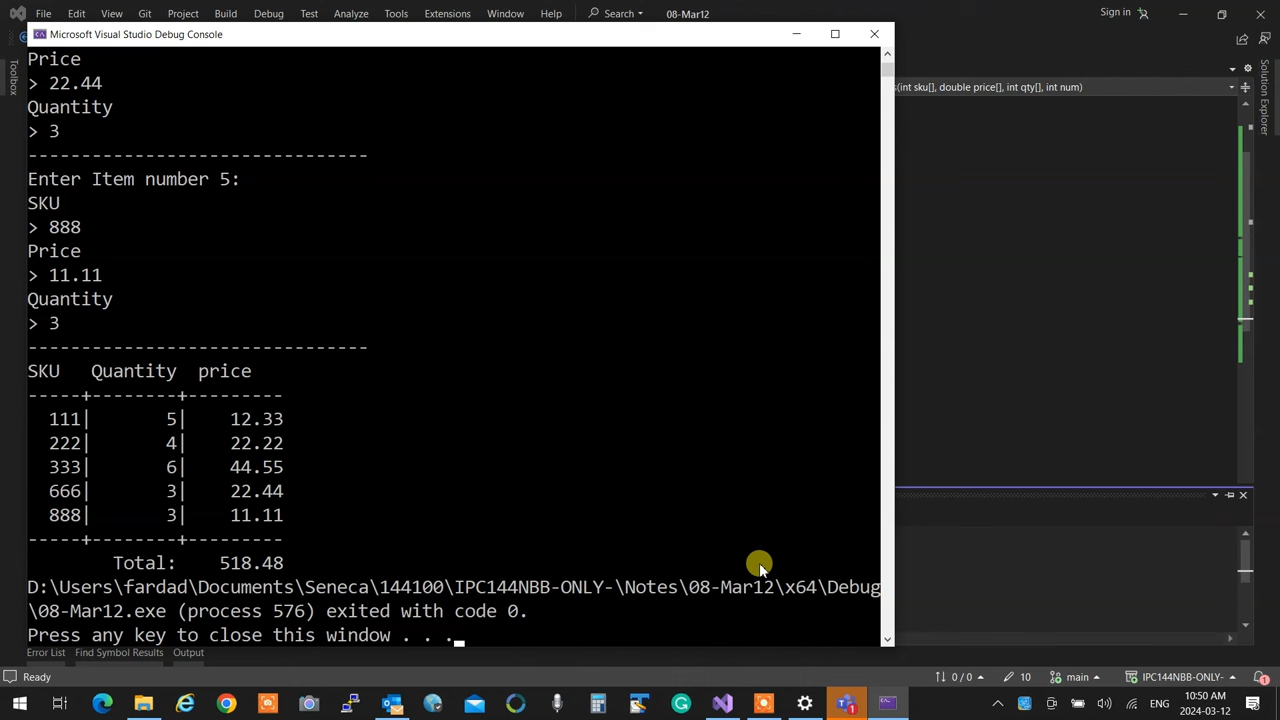 File Edit View Git Project Build Debug Test Analyze Tools Extensions Window Help Search 08-Mar12 Sign in
Microsoft Visual Studio Debug Console
Toolbox
Solution Explorer
s(int sku[], double price[], int qty[], int num)
Price
> 22.44
Quantity
> 3
--------------------------------
Enter Item number 5:
SKU
> 888
Price
> 11.11
Quantity
> 3
--------------------------------
SKU   Quantity  price
-----+--------+---------
  111|       5|    12.33
  222|       4|    22.22
  333|       6|    44.55
  666|       3|    22.44
  888|       3|    11.11
-----+--------+---------
        Total:    518.48
D:\Users\fardad\Documents\Seneca\144100\IPC144NBB-ONLY-\Notes\08-Mar12\x64\Debug
\08-Mar12.exe (process 576) exited with code 0.
Press any key to close this window . . .
Error List Find Symbol Results Output
Ready 0 / 0 10 main IPC144NBB-ONLY-
ENG 10:50 AM
2024-03-12